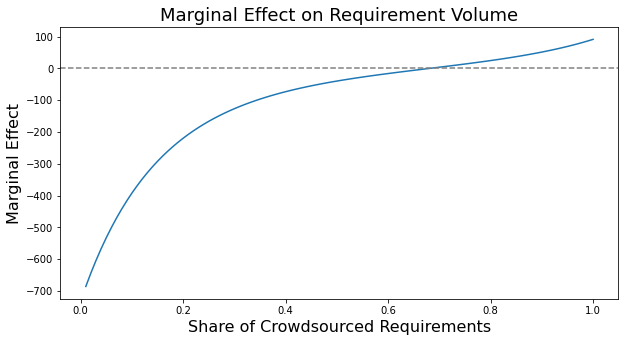 Marginal Effect on Requirement Volume
100
0
−100
−200
−300
−400
−500
−600
−700
Marginal Effect
0.0 0.2 0.4 0.6 0.8 1.0
Share of Crowdsourced Requirements